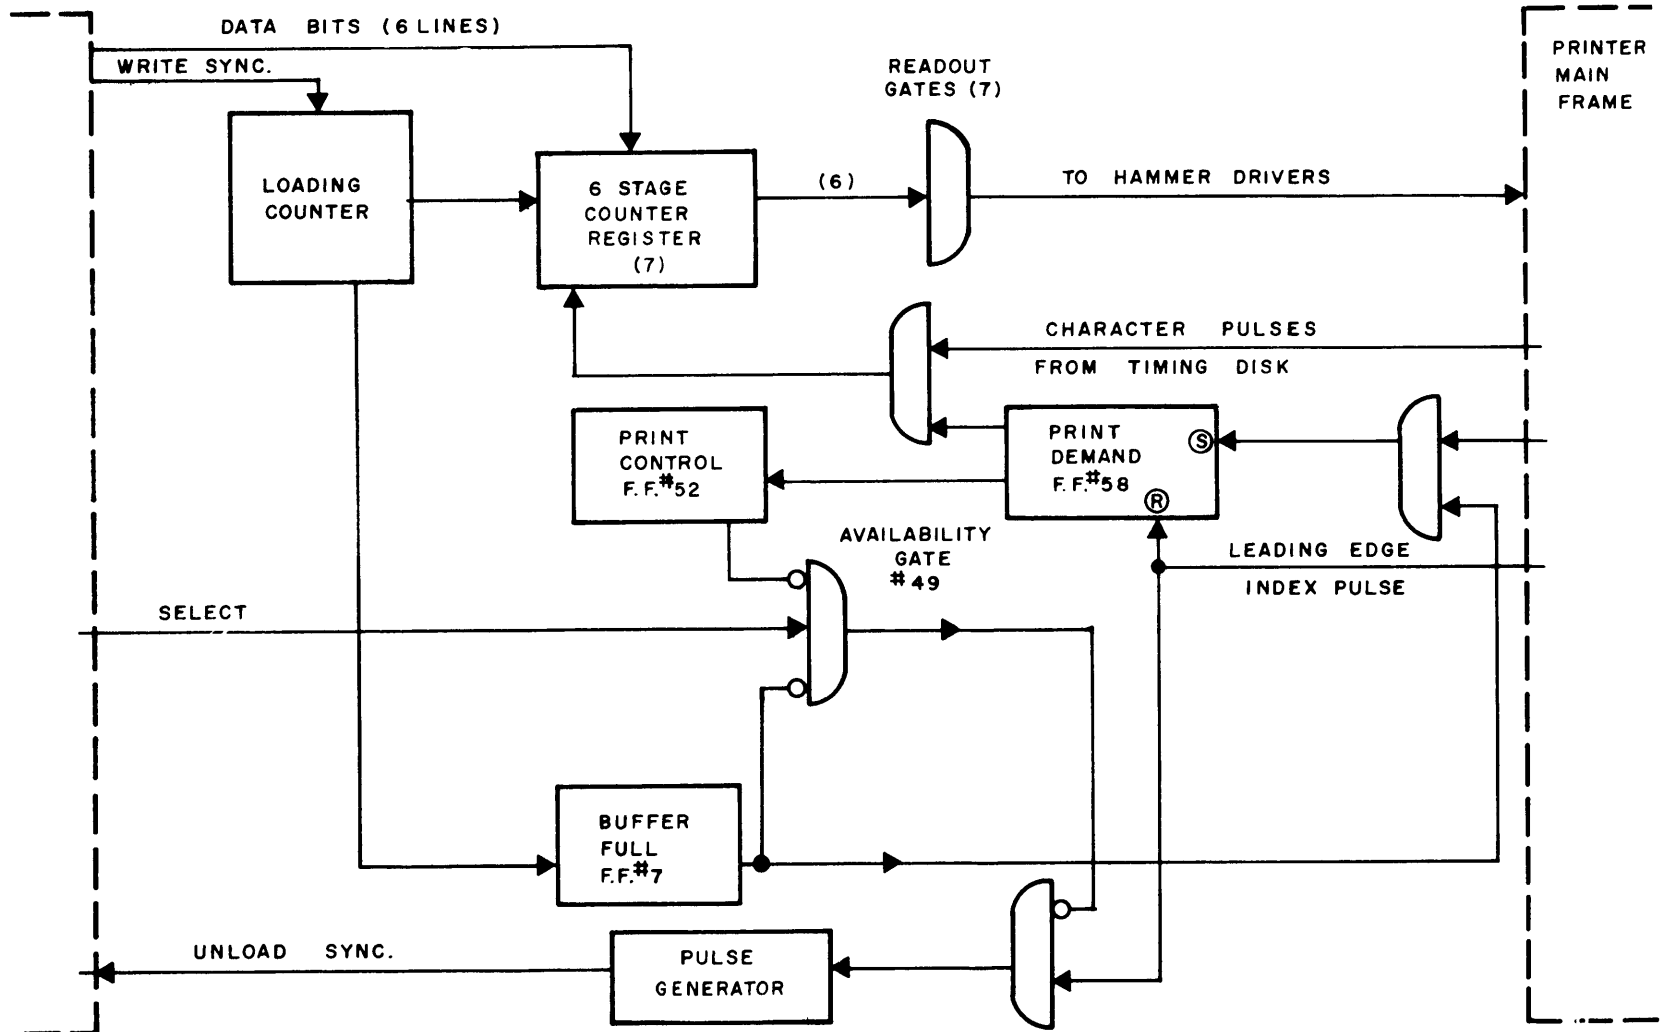 DATA BITS (6 LINES)
WRITE SYNC.
READOUT
GATES (7)
PRINTER
MAIN
FRAME
LOADING
COUNTER
6 STAGE
COUNTER
REGISTER
(7)
(6)
TO HAMMER DRIVERS
CHARACTER PULSES
FROM TIMING DISK
PRINT
CONTROL
F.F.#52
PRINT
DEMAND
F.F.#58
S
R
AVAILABILITY
GATE
#49
LEADING EDGE
INDEX PULSE
SELECT
BUFFER
FULL
F.F.#7
UNLOAD SYNC.
PULSE
GENERATOR